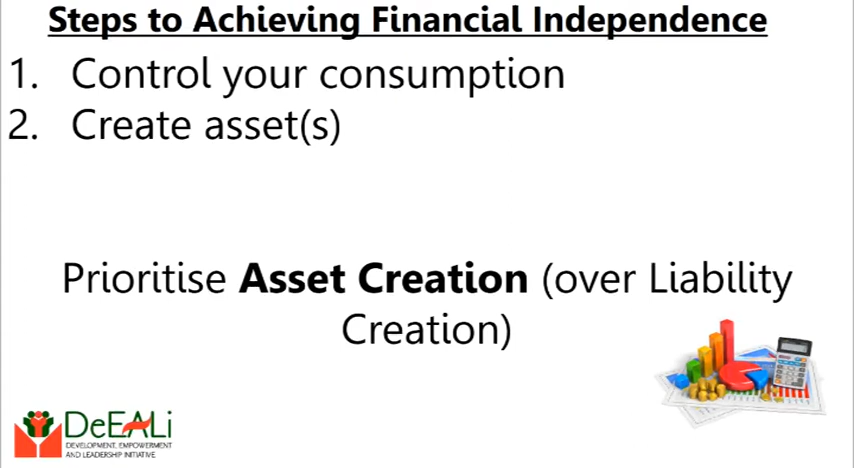 Steps to Achieving Financial Independence
1. Control your consumption
2. Create asset(s)
Prioritise Asset Creation (over Liability
Creation)
DeEALi
DEVELOPMENT, EMPOWERMENT
AND LEADERSHIP INITIATIVE